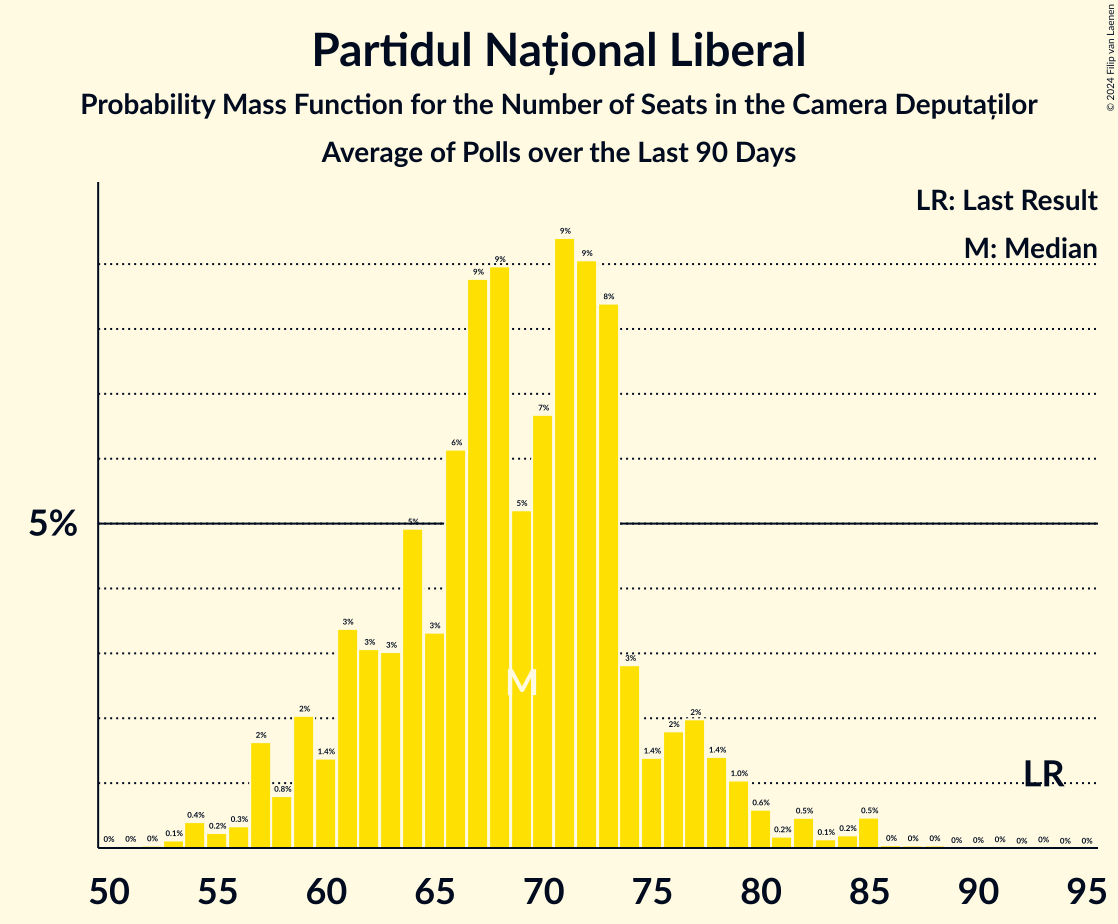 Partidul Național Liberal
Probability Mass Function for the Number of Seats in the Camera Deputaților
Average of Polls over the Last 90 Days
© 2024 Filip van Laenen
LR: Last Result
M: Median
5%
0% 0% 0% 0.1% 0.4% 0.2% 0.3% 2% 0.8% 2% 1.4% 3% 3% 3% 5% 3% 6% 9% 9% 5% 7% 9% 9% 8% 3% 1.4% 2% 2% 1.4% 1.0% 0.6% 0.2% 0.5% 0.1% 0.2% 0.5% 0% 0% 0% 0% 0% 0% 0% 0% 0% 0%
M
LR
50 55 60 65 70 75 80 85 90 95